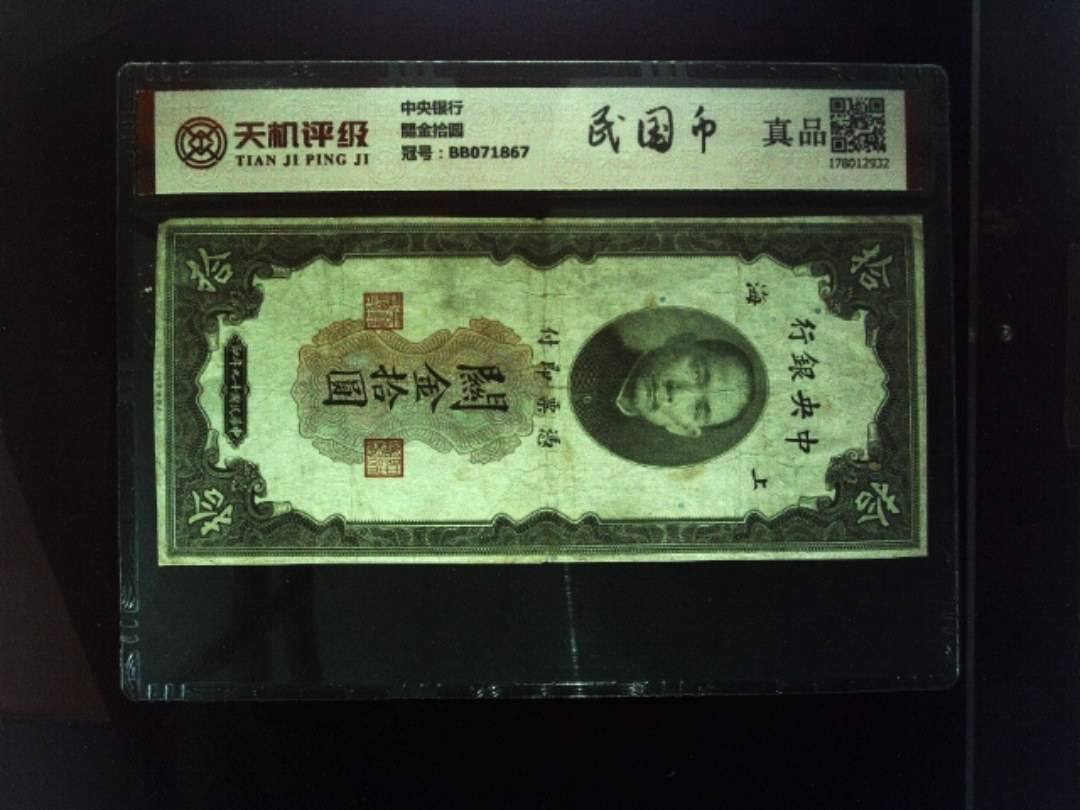 天机评级
TIAN JI PING JI
中央银行
關金拾圓
冠号：BB071867
民国币
真品
178012932
拾
拾
拾
拾
中央銀行
上
海
憑票即付
關金拾圓